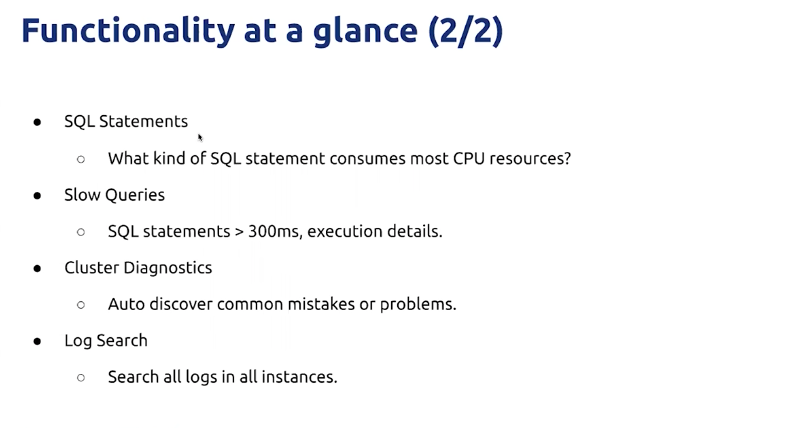 Functionality at a glance (2/2)
● SQL Statements
○ What kind of SQL statement consumes most CPU resources?
● Slow Queries
○ SQL statements > 300ms, execution details.
● Cluster Diagnostics
○ Auto discover common mistakes or problems.
● Log Search
○ Search all logs in all instances.